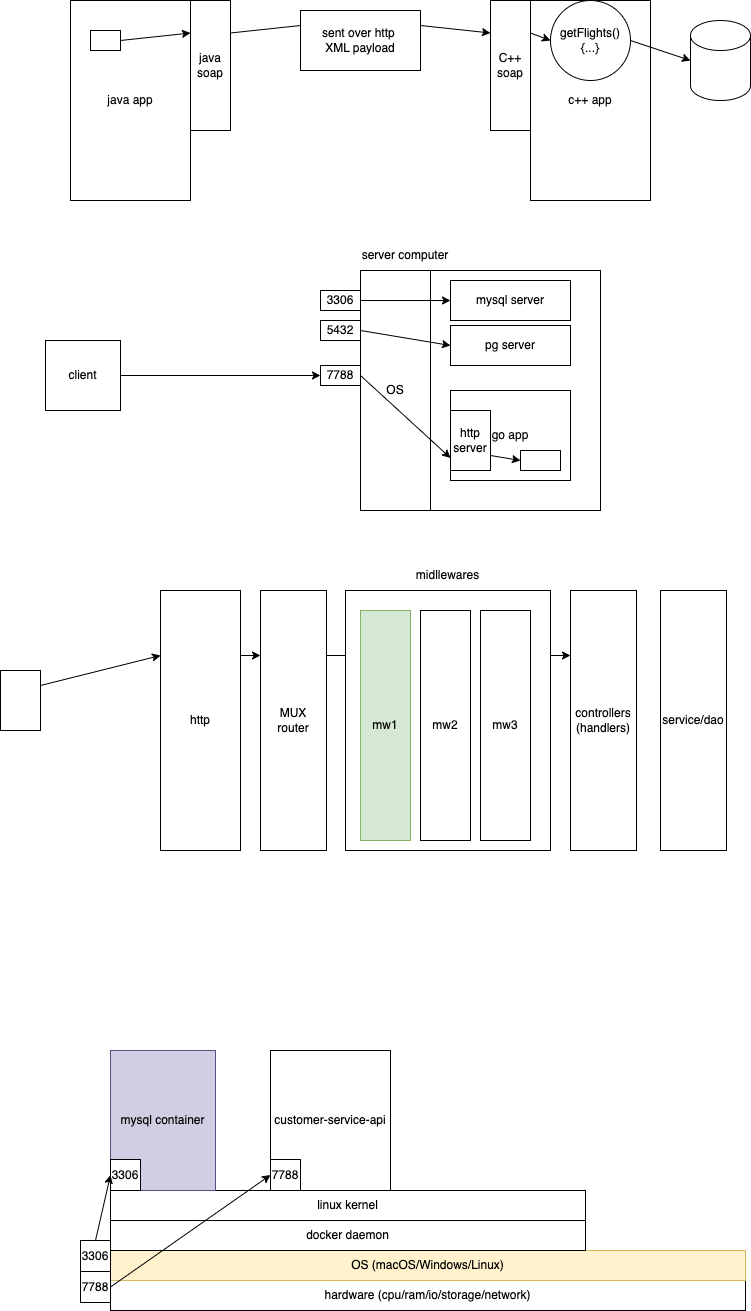 sent over http
XML payload
getFlights()
{...}
java
soap
C++
soap
java app
c++ app
server computer
3306
mysql server
5432
pg server
client
7788
OS
http
server
go app
midllewares
http
MUX
router
mw1
mw2
mw3
controllers
(handlers)
service/dao
mysql container
customer-service-api
3306
7788
linux kernel
docker daemon
3306
OS (macOS/Windows/Linux)
7788
hardware (cpu/ram/io/storage/network)